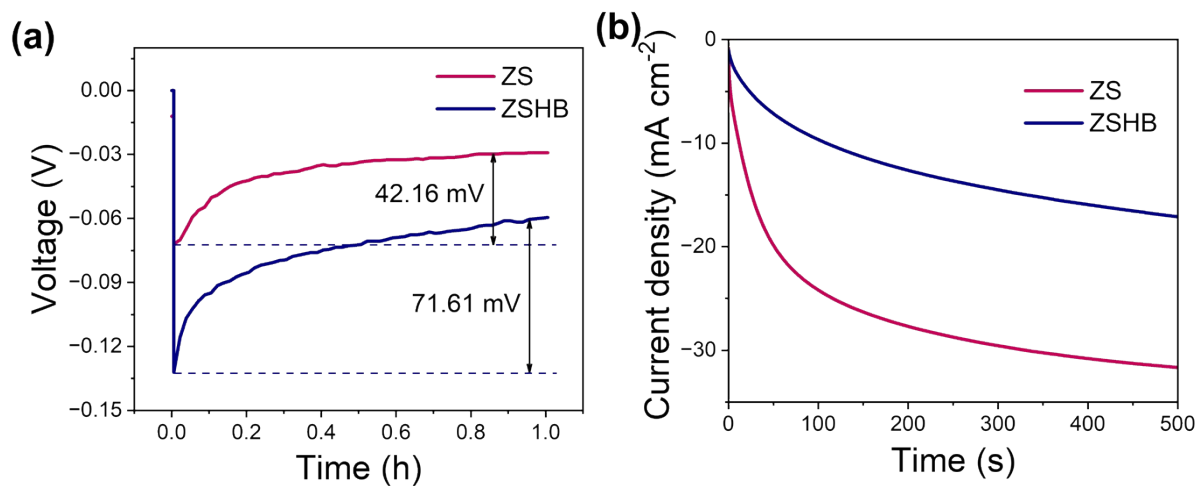 (a)
ZS
ZSHB
42.16 mV
71.61 mV
0.00
−0.03
−0.06
−0.09
−0.12
−0.15
Voltage (V)
0.0 0.2 0.4 0.6 0.8 1.0
Time (h)
(b)
ZS
ZSHB
0
−10
−20
−30
Current density (mA cm⁻²)
0 100 200 300 400 500
Time (s)